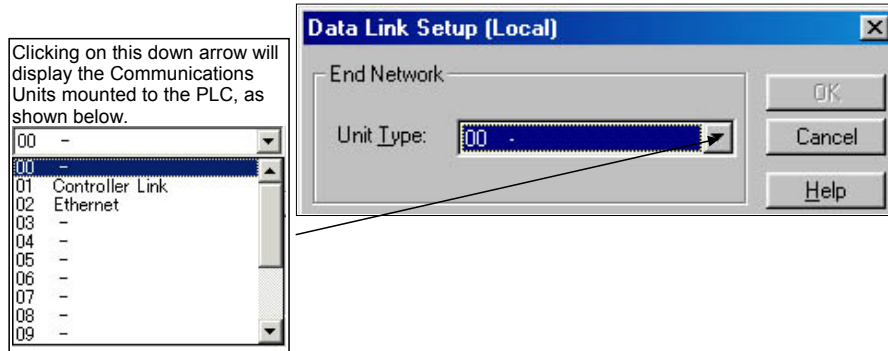 Clicking on this down arrow will
display the Communications
Units mounted to the PLC, as
shown below.
00 -
00 -
01 Controller Link
02 Ethernet
03 -
04 -
05 -
06 -
07 -
08 -
09 -
Data Link Setup (Local)
End Network
Unit Type: 00 -
OK
Cancel
Help